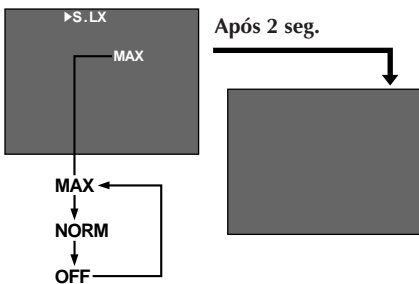 ▶S.LX
MAX
Após 2 seg.
MAX
NORM
OFF